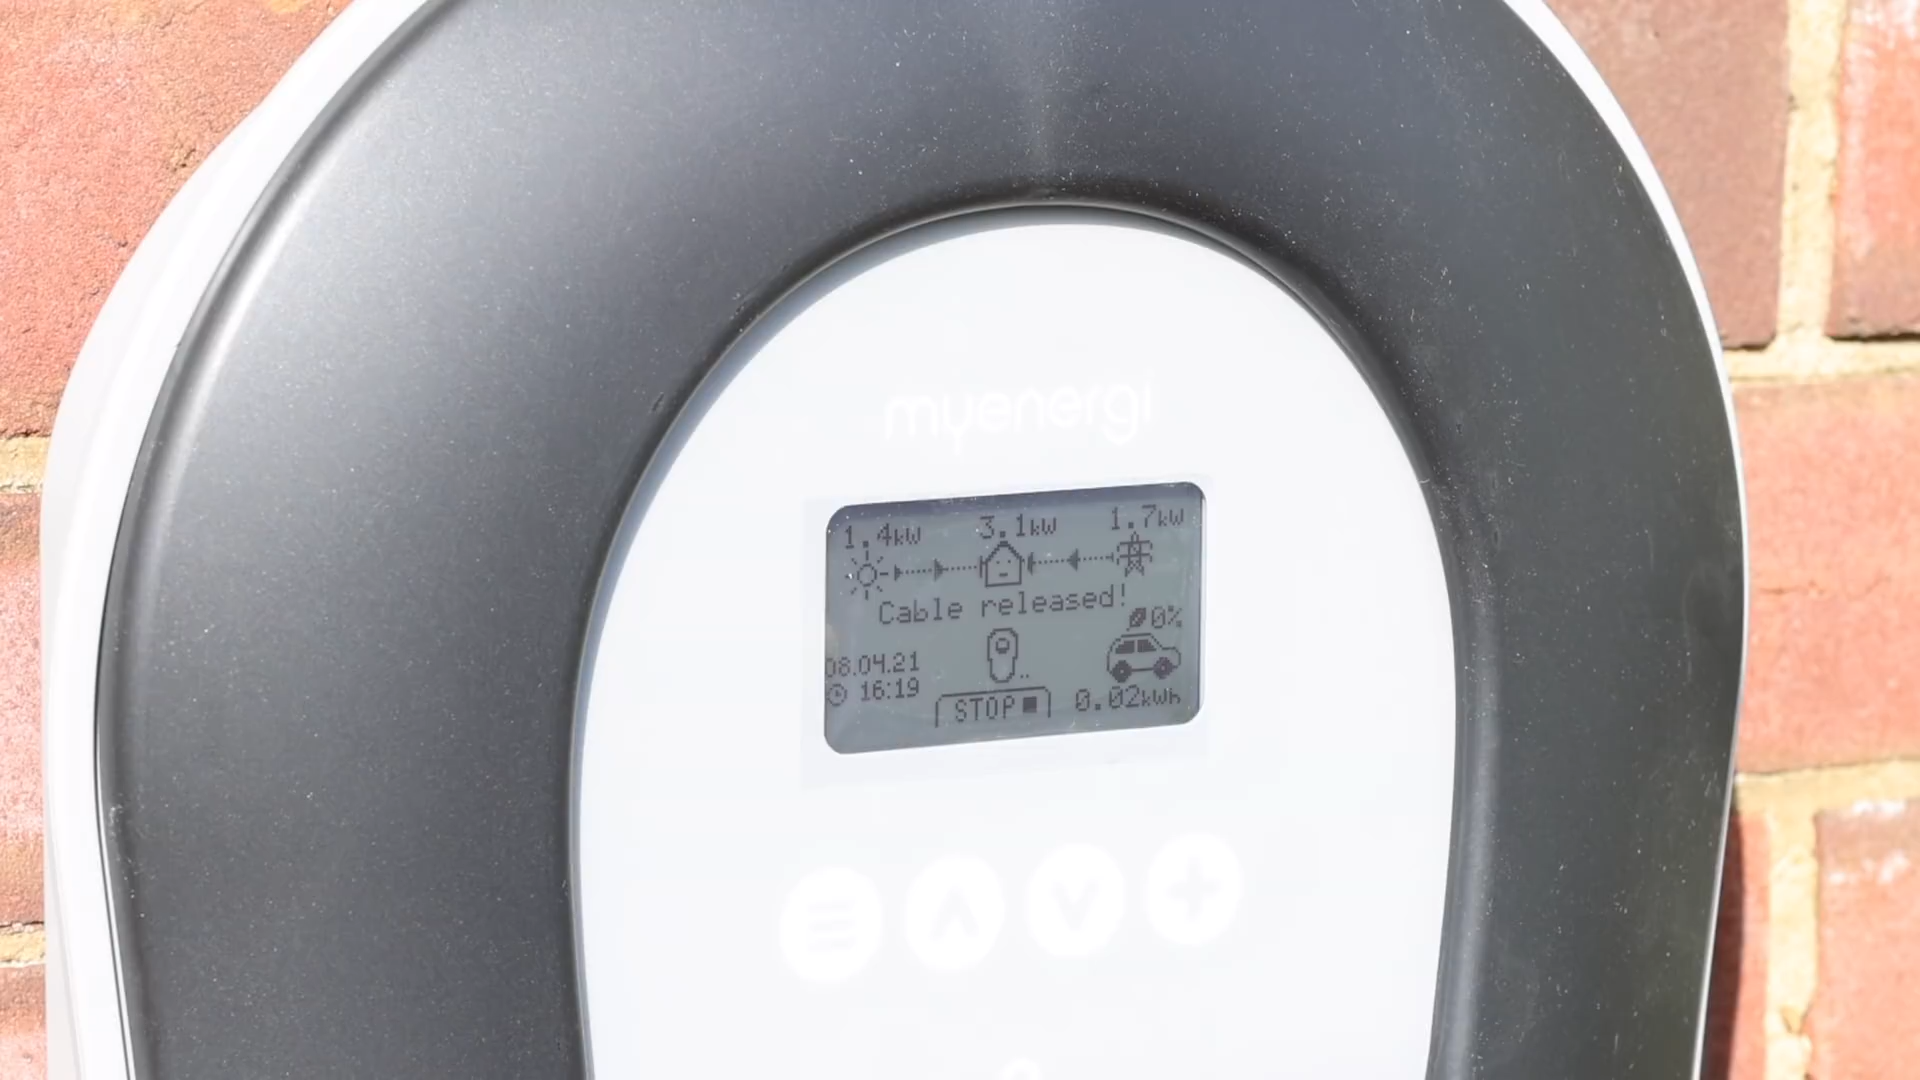 myenergi
1.4kW 3.1kW 1.7kW
Cable released!
0%
08.04.21
16:19
STOP 0.02kWh